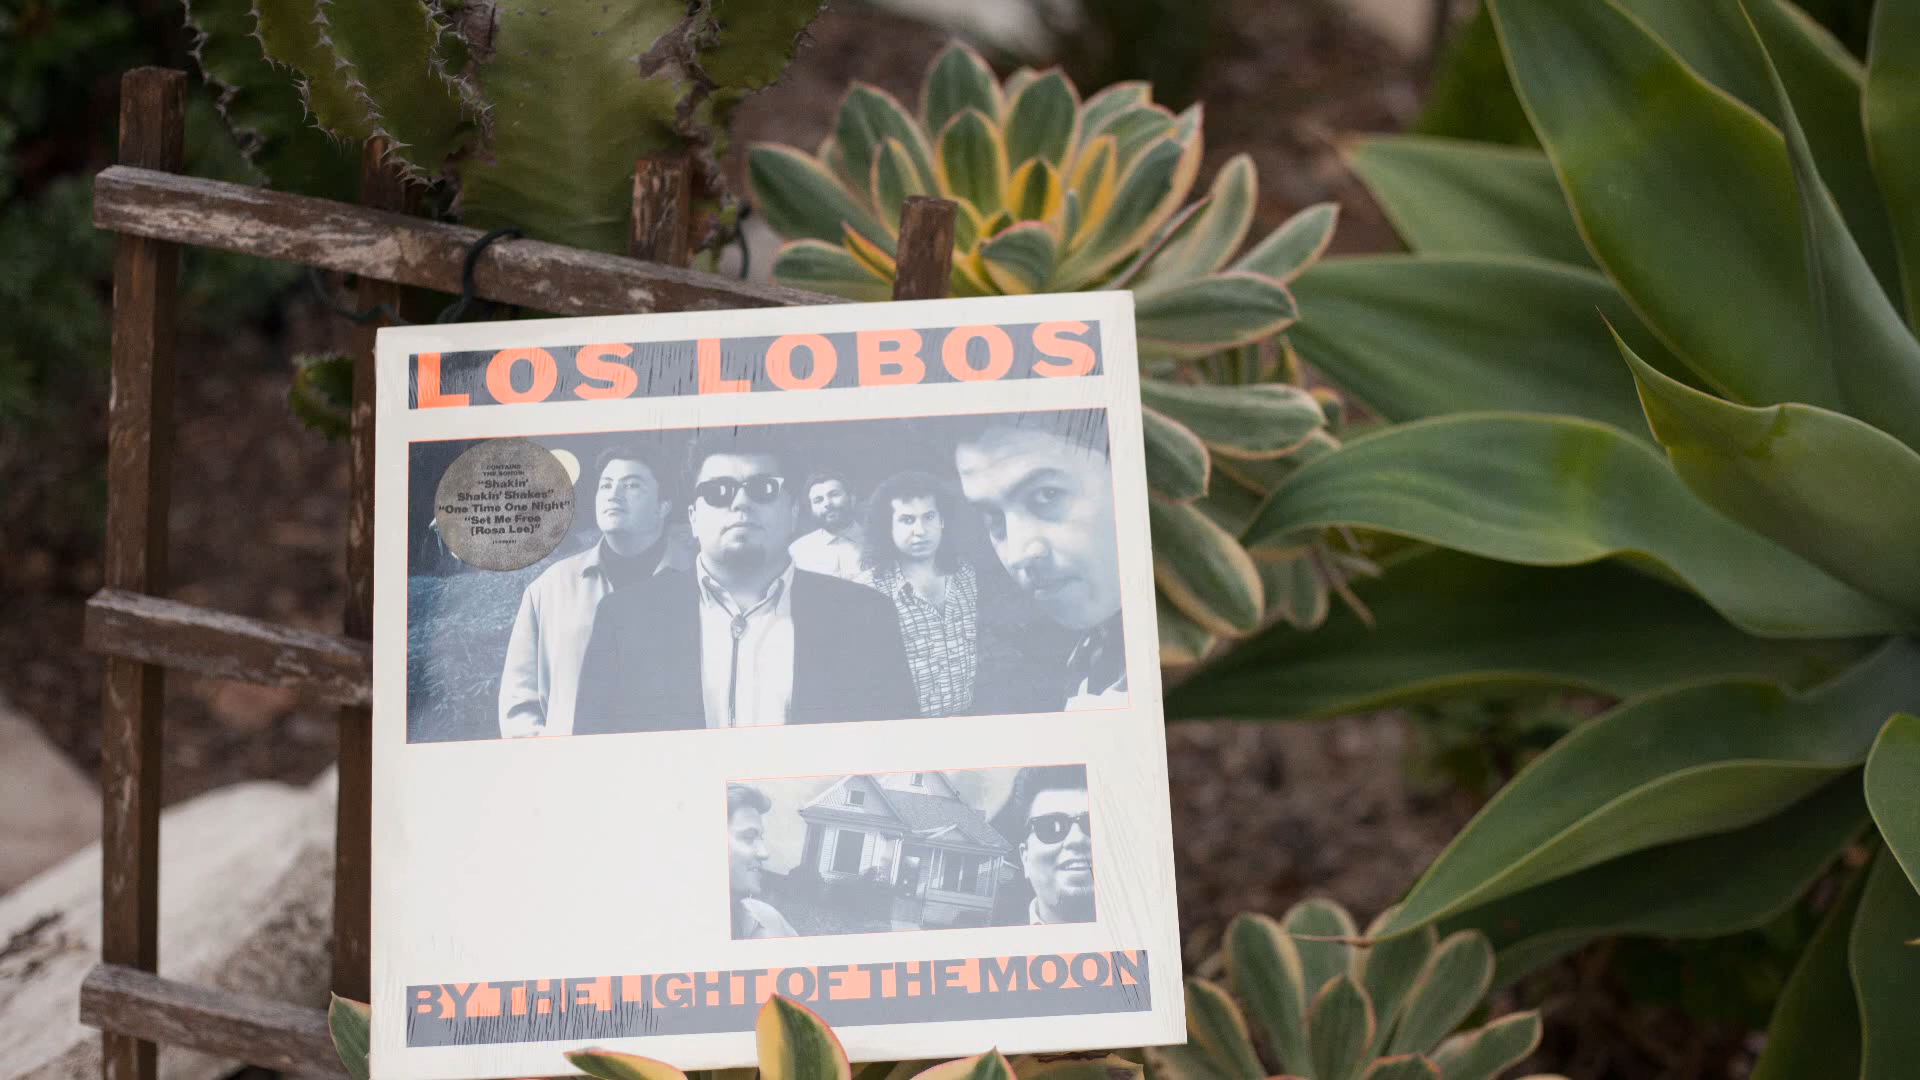 LOS LOBOS
CONTAINS
THE SONGS:
"Shakin'
Shakin' Shakes"
"One Time One Night"
"Set Me Free
(Rosa Lee)"
BY THE LIGHT OF THE MOON